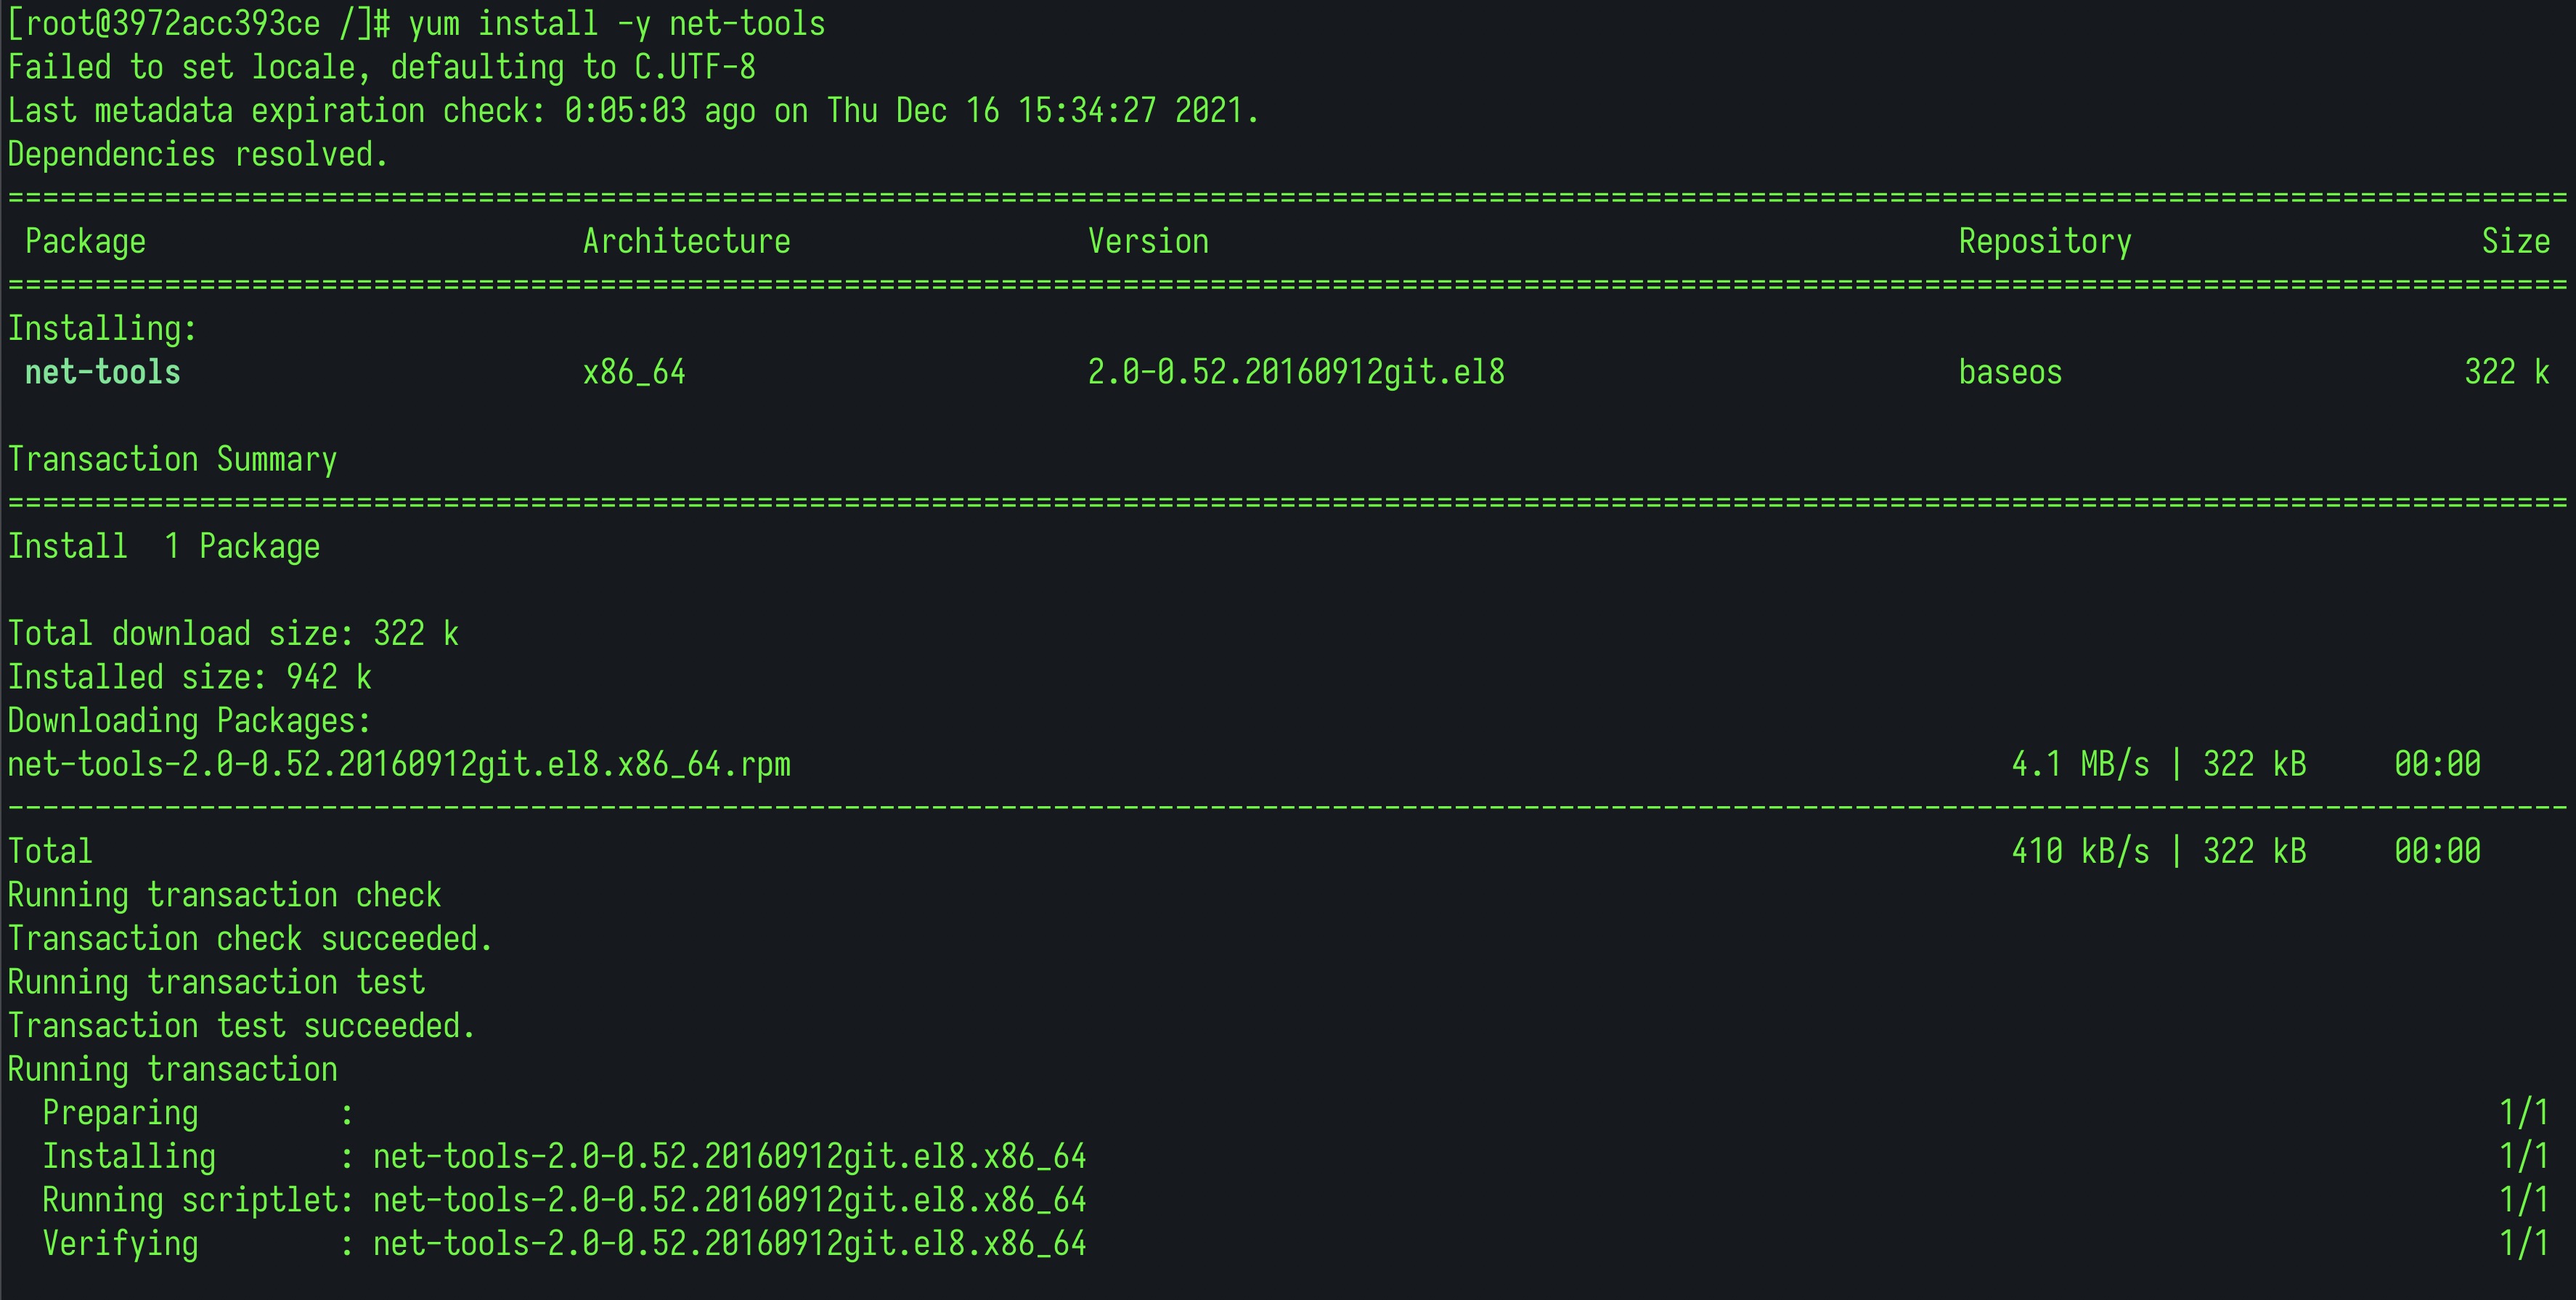 [root@3972acc393ce /]# yum install -y net-tools
Failed to set locale, defaulting to C.UTF-8
Last metadata expiration check: 0:05:03 ago on Thu Dec 16 15:34:27 2021.
Dependencies resolved.
===================================================================================================================================================
 Package                         Architecture                 Version                                           Repository                    Size
===================================================================================================================================================
Installing:
 net-tools                       x86_64                       2.0-0.52.20160912git.el8                          baseos                       322 k

Transaction Summary
===================================================================================================================================================
Install  1 Package

Total download size: 322 k
Installed size: 942 k
Downloading Packages:
net-tools-2.0-0.52.20160912git.el8.x86_64.rpm                                                                      4.1 MB/s | 322 kB     00:00
---------------------------------------------------------------------------------------------------------------------------------------------------
Total                                                                                                              410 kB/s | 322 kB     00:00
Running transaction check
Transaction check succeeded.
Running transaction test
Transaction test succeeded.
Running transaction
  Preparing        :                                                                                                                           1/1
  Installing       : net-tools-2.0-0.52.20160912git.el8.x86_64                                                                                 1/1
  Running scriptlet: net-tools-2.0-0.52.20160912git.el8.x86_64                                                                                 1/1
  Verifying        : net-tools-2.0-0.52.20160912git.el8.x86_64                                                                                 1/1